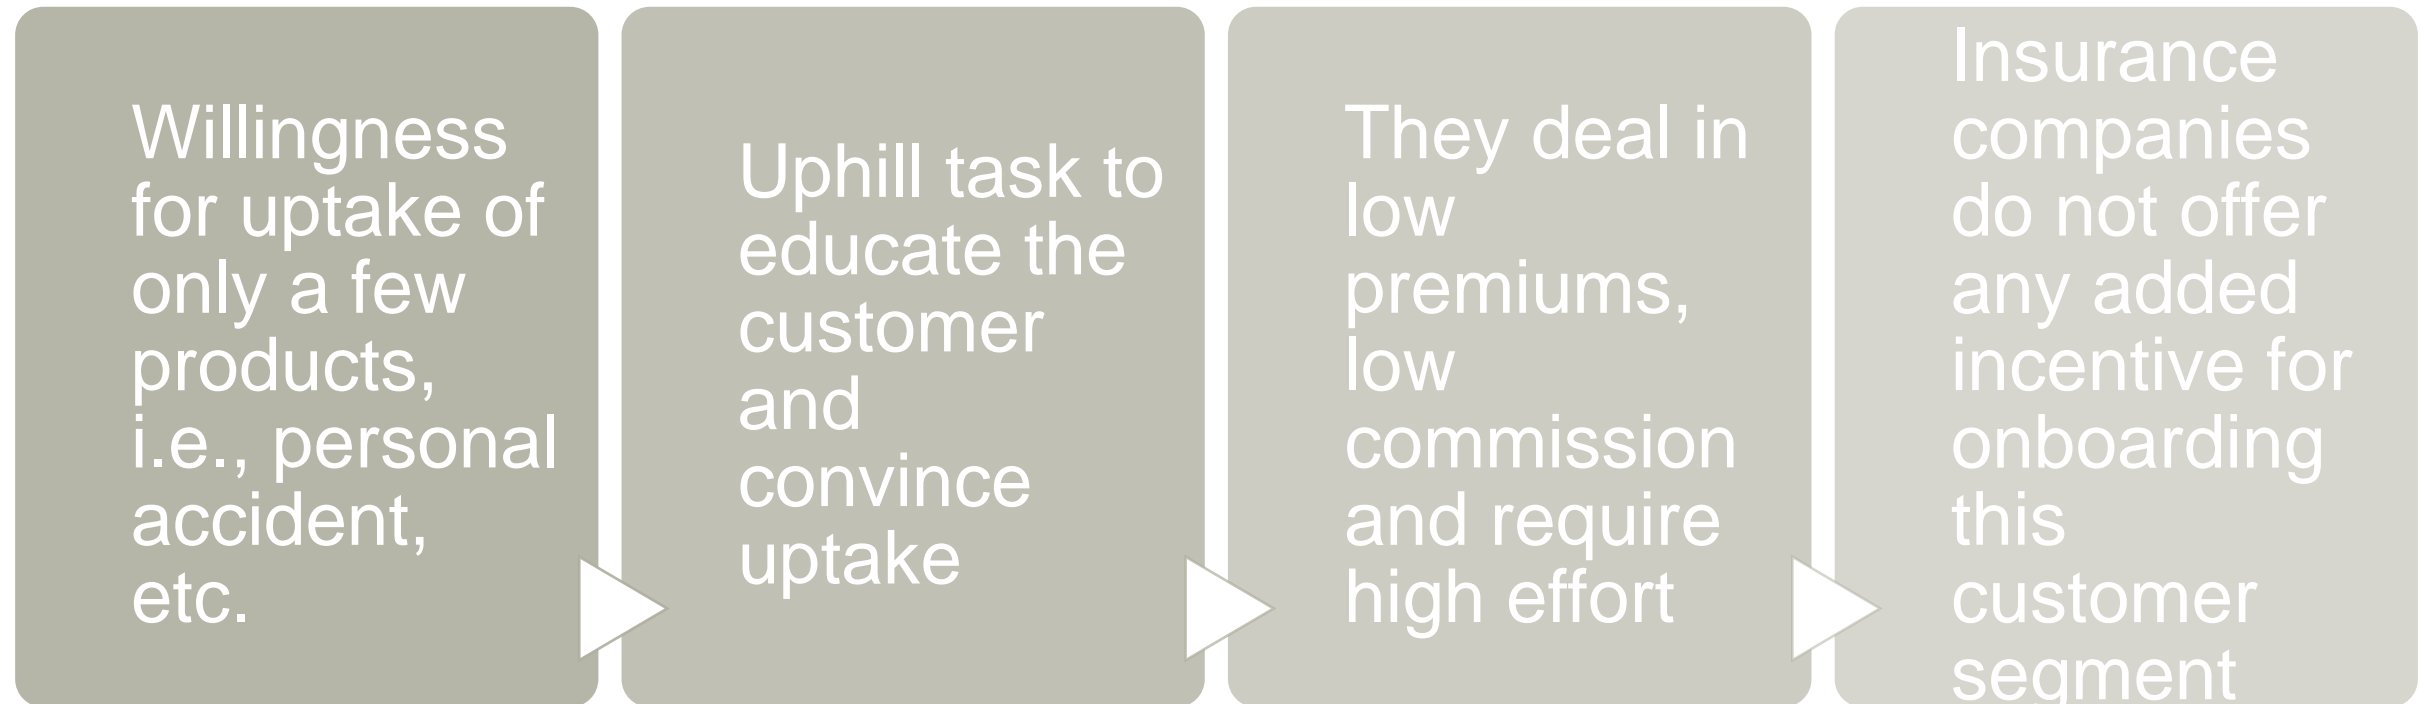 Willingness
for uptake of
only a few
products,
i.e., personal
accident,
etc.
Uphill task to
educate the
customer
and
convince
uptake
They deal in
low
premiums,
low
commission
and require
high effort
Insurance
companies
do not offer
any added
incentive for
onboarding
this
customer
segment